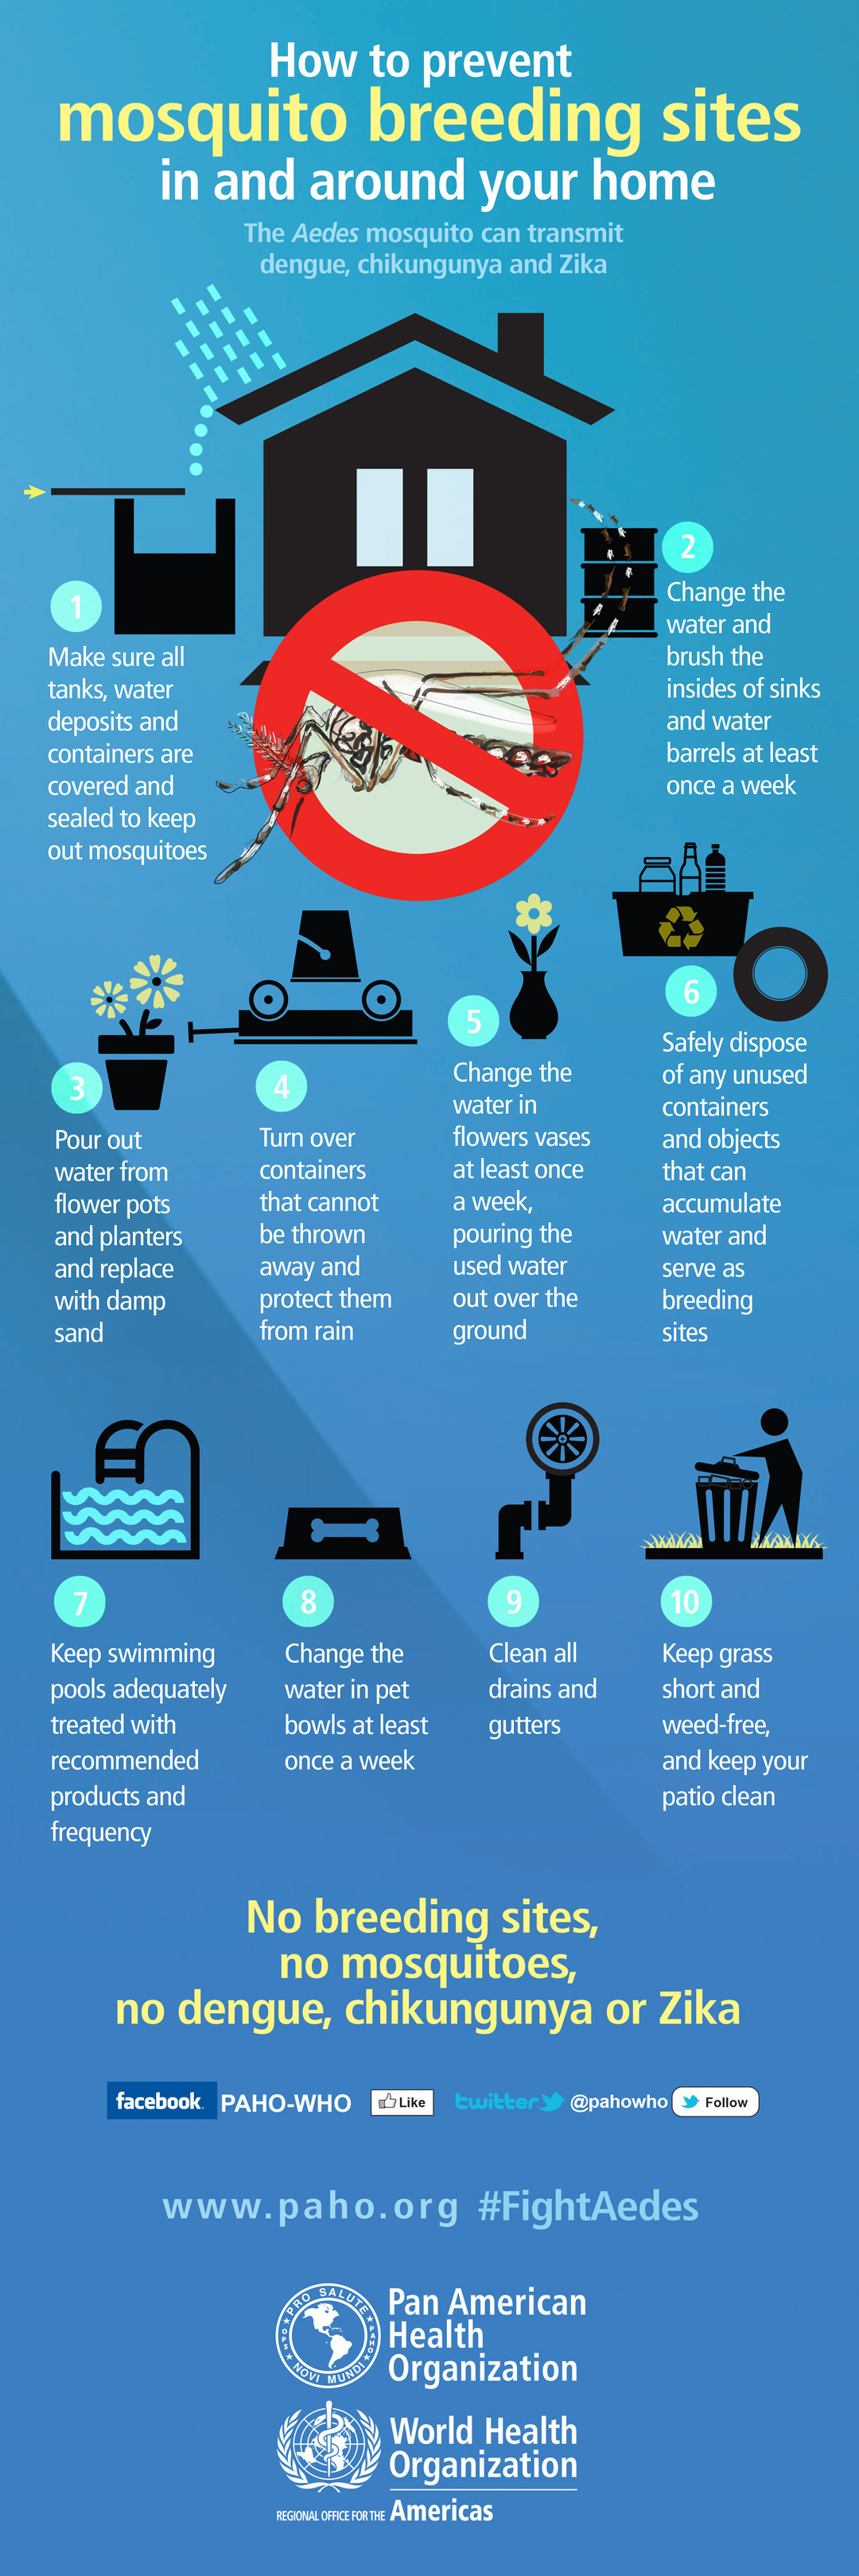 How to prevent
mosquito breeding sites
in and around your home
The Aedes mosquito can transmit
dengue, chikungunya and Zika
1
Make sure all
tanks, water
deposits and
containers are
covered and
sealed to keep
out mosquitoes
2
Change the
water and
brush the
insides of sinks
and water
barrels at least
once a week
3
Pour out
water from
flower pots
and planters
and replace
with damp
sand
4
Turn over
containers
that cannot
be thrown
away and
protect them
from rain
5
Change the
water in
flowers vases
at least once
a week,
pouring the
used water
out over the
ground
6
Safely dispose
of any unused
containers
and objects
that can
accumulate
water and
serve as
breeding
sites
7
Keep swimming
pools adequately
treated with
recommended
products and
frequency
8
Change the
water in pet
bowls at least
once a week
9
Clean all
drains and
gutters
10
Keep grass
short and
weed-free,
and keep your
patio clean
No breeding sites,
no mosquitoes,
no dengue, chikungunya or Zika
facebook. PAHO-WHO Like twitter @pahowho Follow
www.paho.org #FightAedes
PRO SALUTE
OPS PAHO
NOVI MUNDI
Pan American
Health
Organization
World Health
Organization
REGIONAL OFFICE FOR THE Americas